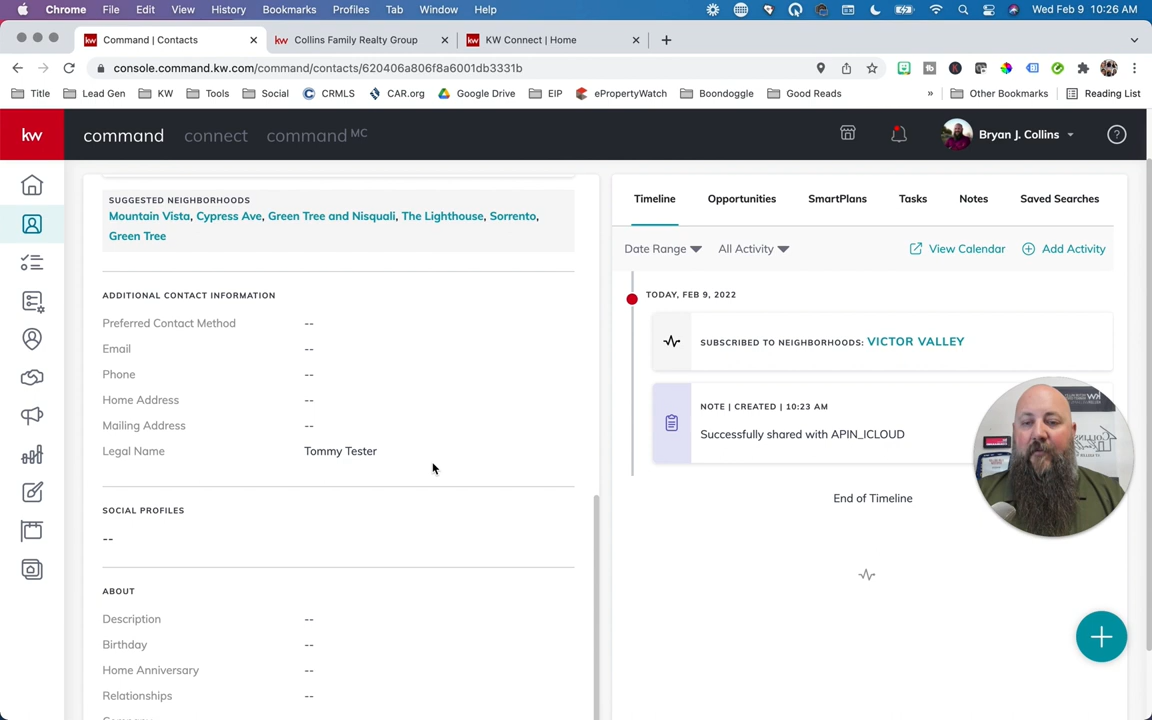 Chrome File Edit View History Bookmarks Profiles Tab Window Help Wed Feb 9 10:26 AM
Command | Contacts Collins Family Realty Group KW Connect | Home
console.command.kw.com/command/contacts/620406a806f8a6001db3331b
Title Lead Gen KW Tools Social CRMLS CAR.org Google Drive EIP ePropertyWatch Boondoggle Good Reads » Other Bookmarks Reading List
kw command connect command MC Bryan J. Collins
SUGGESTED NEIGHBORHOODS
Mountain Vista, Cypress Ave, Green Tree and Nisquali, The Lighthouse, Sorrento,
Green Tree
ADDITIONAL CONTACT INFORMATION
Preferred Contact Method --
Email --
Phone --
Home Address --
Mailing Address --
Legal Name Tommy Tester
SOCIAL PROFILES
--
ABOUT
Description --
Birthday --
Home Anniversary --
Relationships --
Timeline Opportunities SmartPlans Tasks Notes Saved Searches
Date Range All Activity View Calendar Add Activity
TODAY, FEB 9, 2022
SUBSCRIBED TO NEIGHBORHOODS: VICTOR VALLEY
NOTE | CREATED | 10:23 AM
Successfully shared with APIN_ICLOUD
End of Timeline